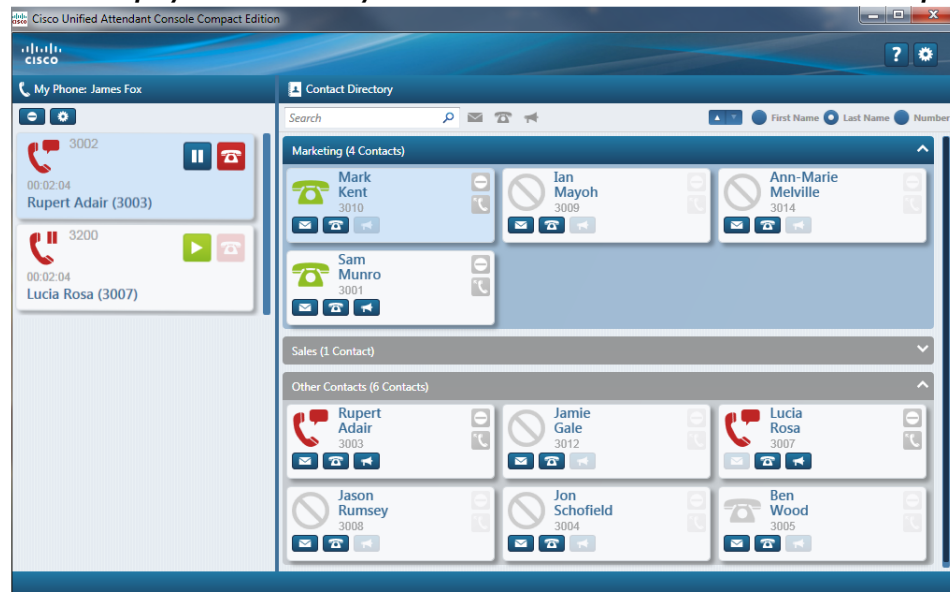 Cisco Unified Attendant Console Compact Edition
CISCO
My Phone: James Fox
3002
00:02:04
Rupert Adair (3003)
3200
00:02:04
Lucia Rosa (3007)
Contact Directory
Search
First Name Last Name Number
Marketing (4 Contacts)
Mark
Kent
3010
Ian
Mayoh
3009
Ann-Marie
Melville
3014
Sam
Munro
3001
Sales (1 Contact)
Other Contacts (6 Contacts)
Rupert
Adair
3003
Jamie
Gale
3012
Lucia
Rosa
3007
Jason
Rumsey
3008
Jon
Schofield
3004
Ben
Wood
3005